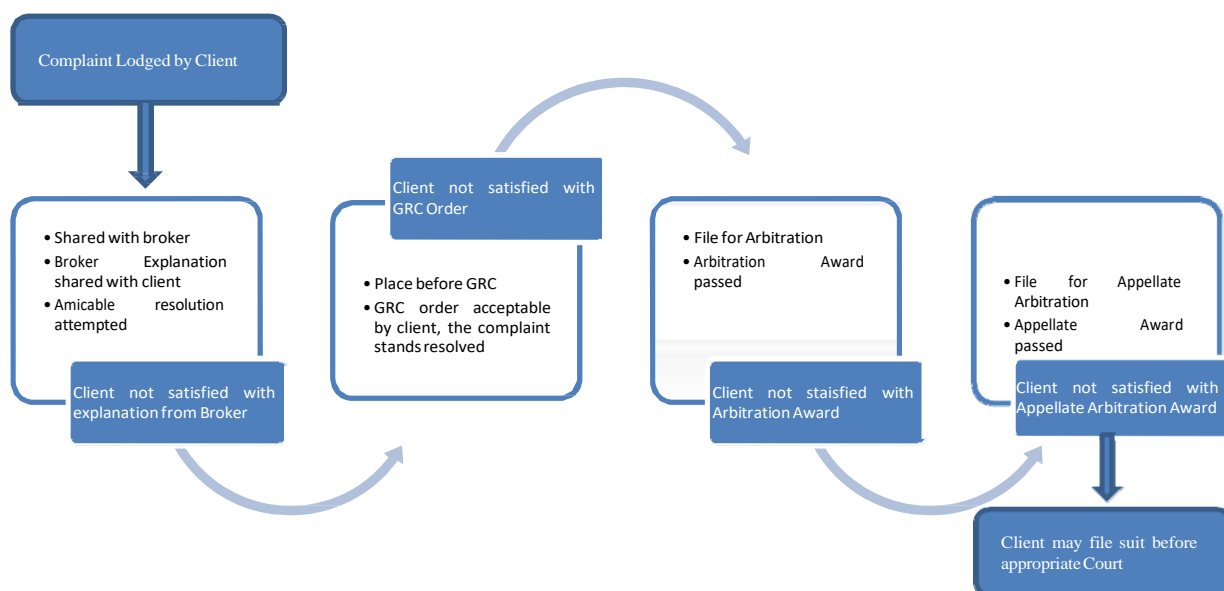 Complaint Lodged by Client
• Shared with broker
• Broker Explanation
shared with client
• Amicable resolution
attempted
Client not satisfied with
explanation from Broker
Client not satisfied with
GRC Order
• Place before GRC
• GRC order acceptable
by client, the complaint
stands resolved
• File for Arbitration
• Arbitration Award
passed
Client not staisfied with
Arbitration Award
• File for Appellate
Arbitration
• Appellate Award
passed
Client not satisfied with
Appellate Arbitration Award
Client may file suit before
appropriate Court